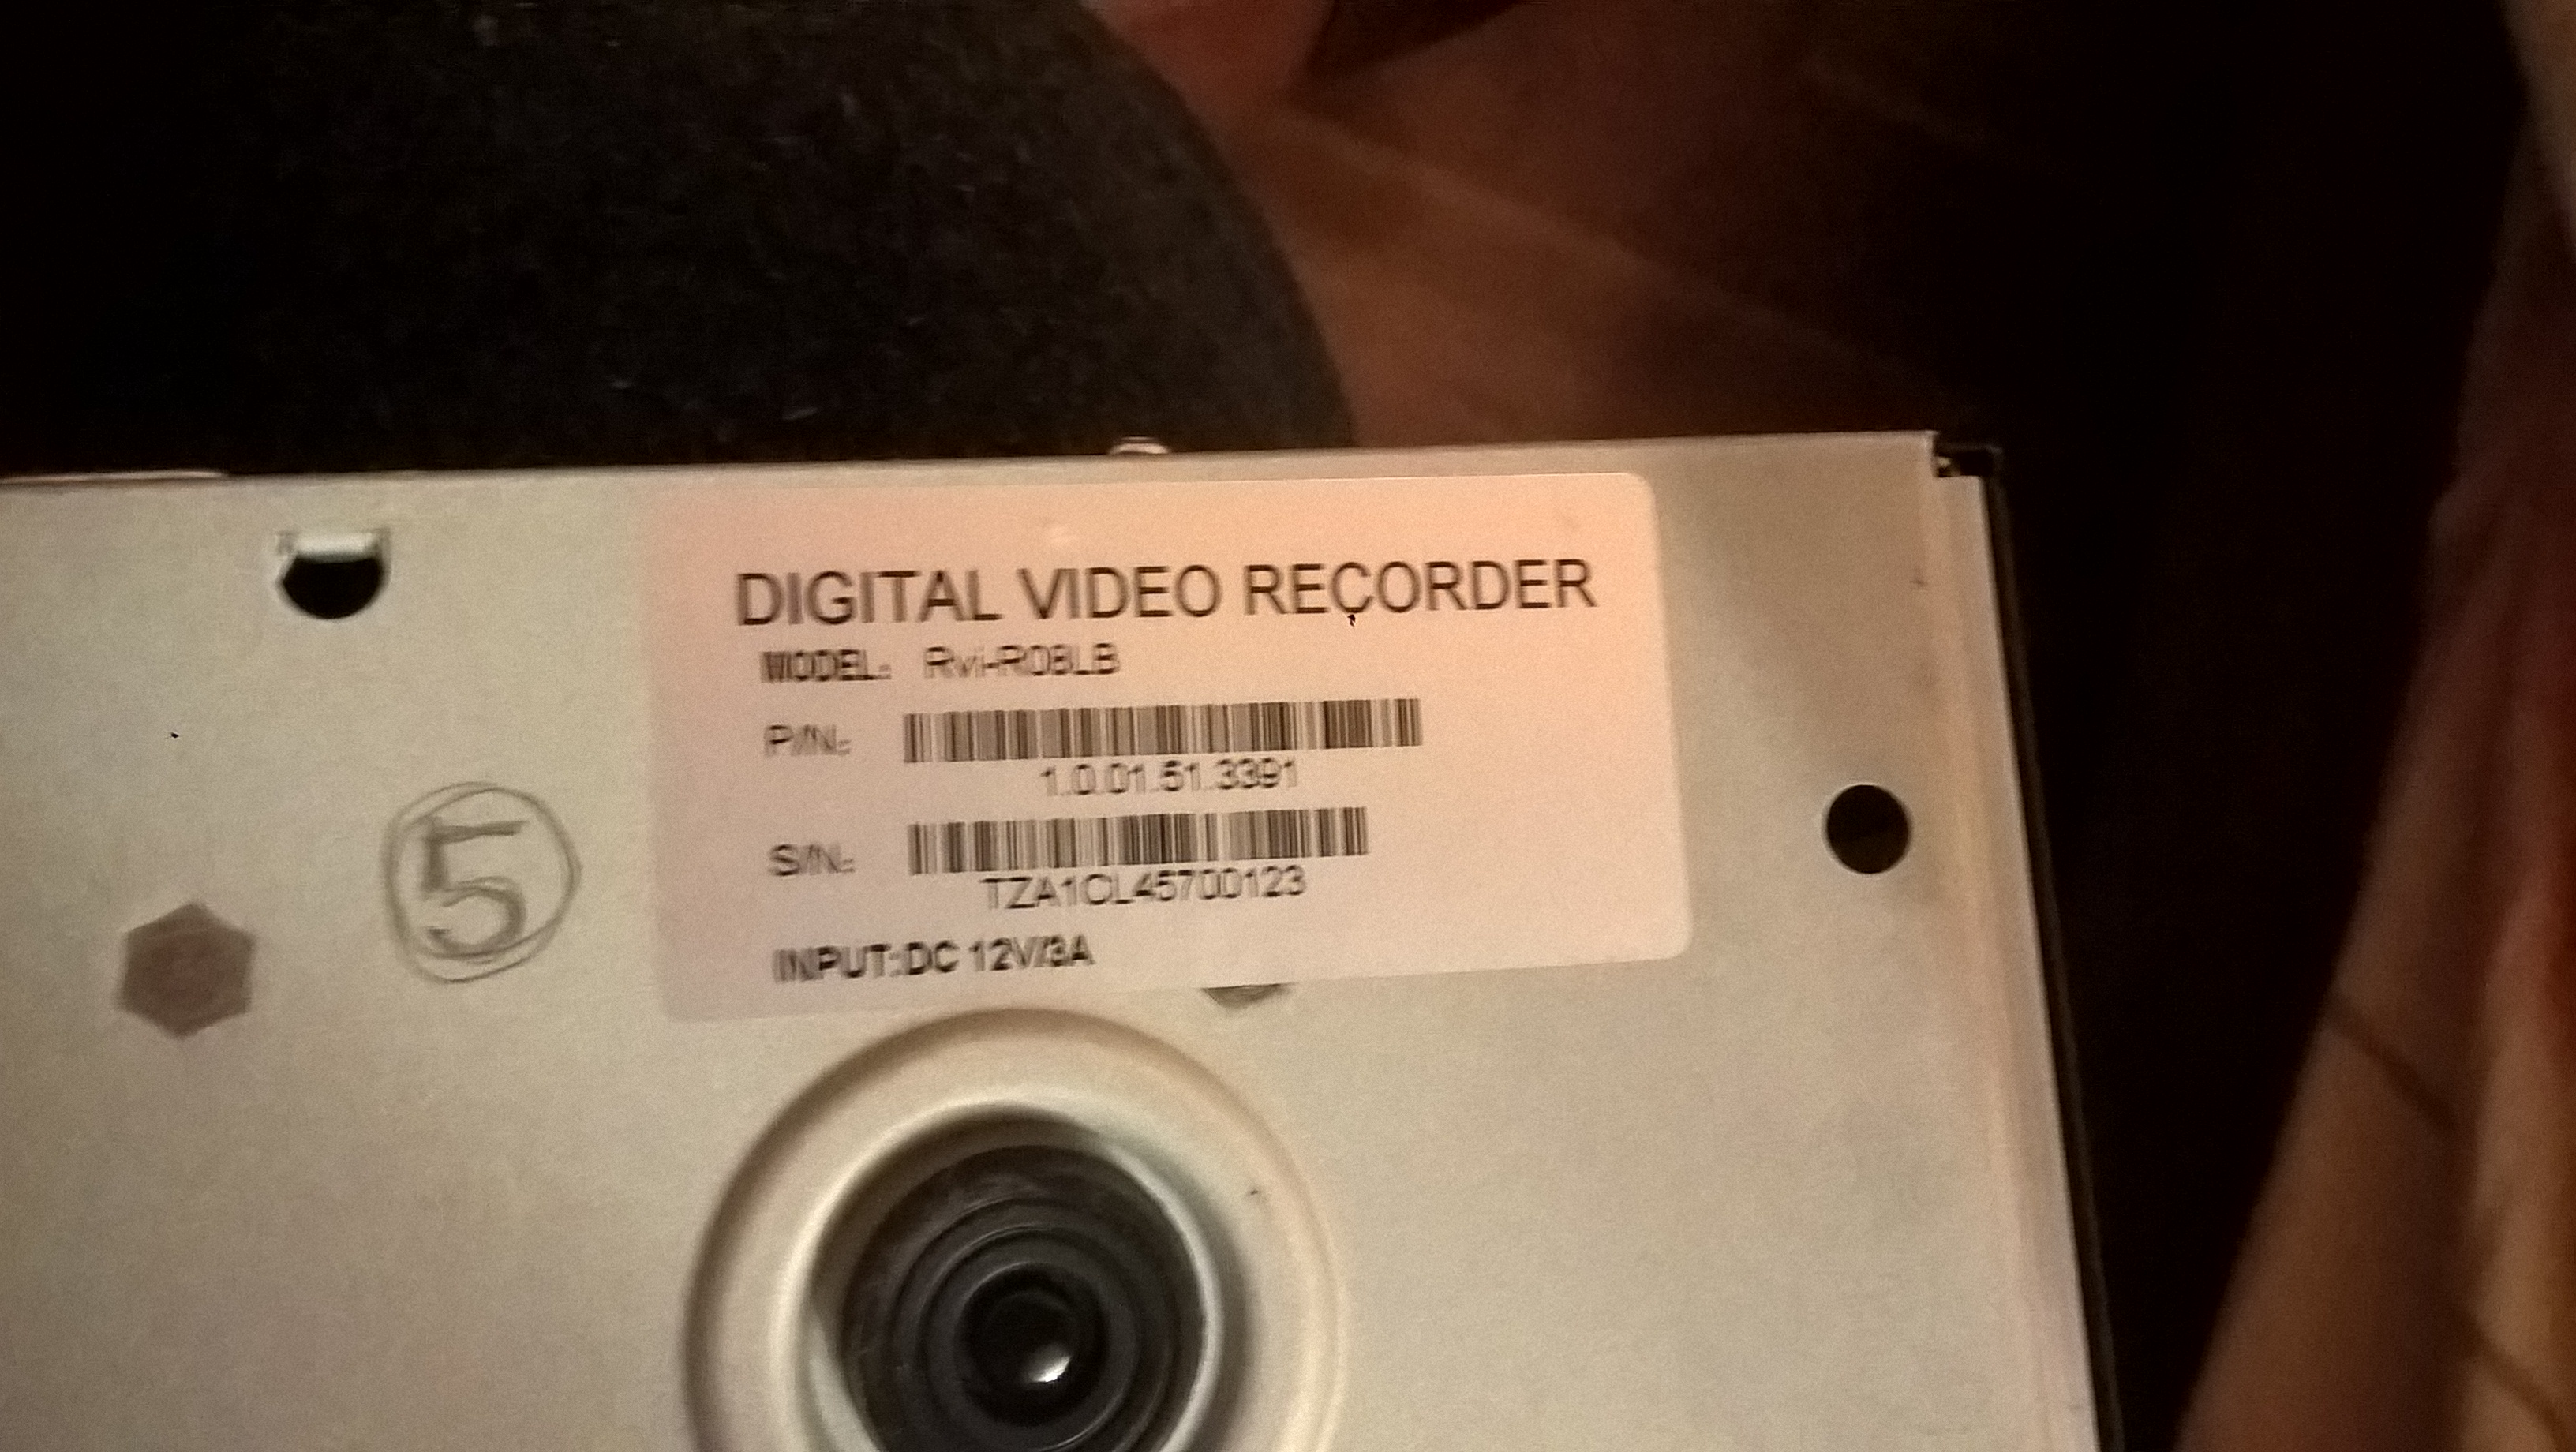 DIGITAL VIDEO RECORDER
MODEL: Rvi-R08LB
P/N:
1.0.01.51.3391
S/N:
TZA1CL45700123
INPUT:DC 12V/3A
5